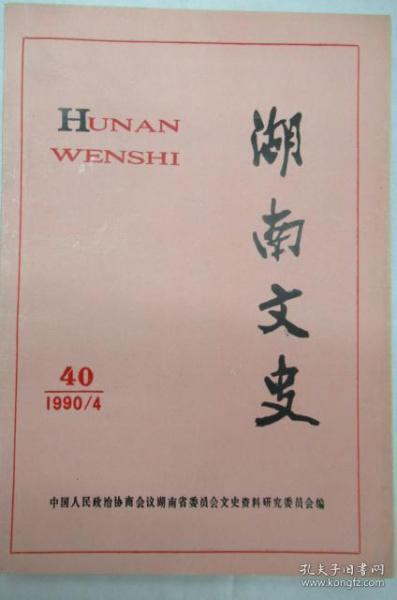 HUNAN
WENSHI
湖南文史
40
1990/4
中国人民政治协商会议湖南省委员会文史资料研究委员会编
孔夫子旧书网
www.kongfz.com